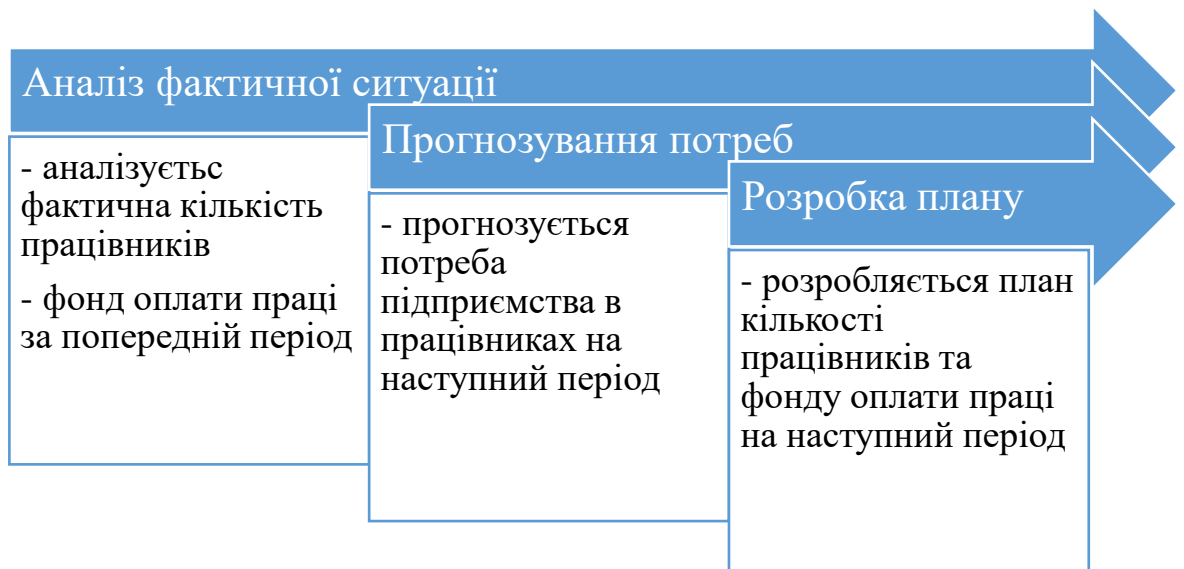 Аналіз фактичної ситуації
- аналізуєтьс
фактична кількість
працівників
- фонд оплати праці
за попередній період
Прогнозування потреб
- прогнозується
потреба
підприємства в
працівниках на
наступний період
Розробка плану
- розробляється план
кількості
працівників та
фонду оплати праці
на наступний період